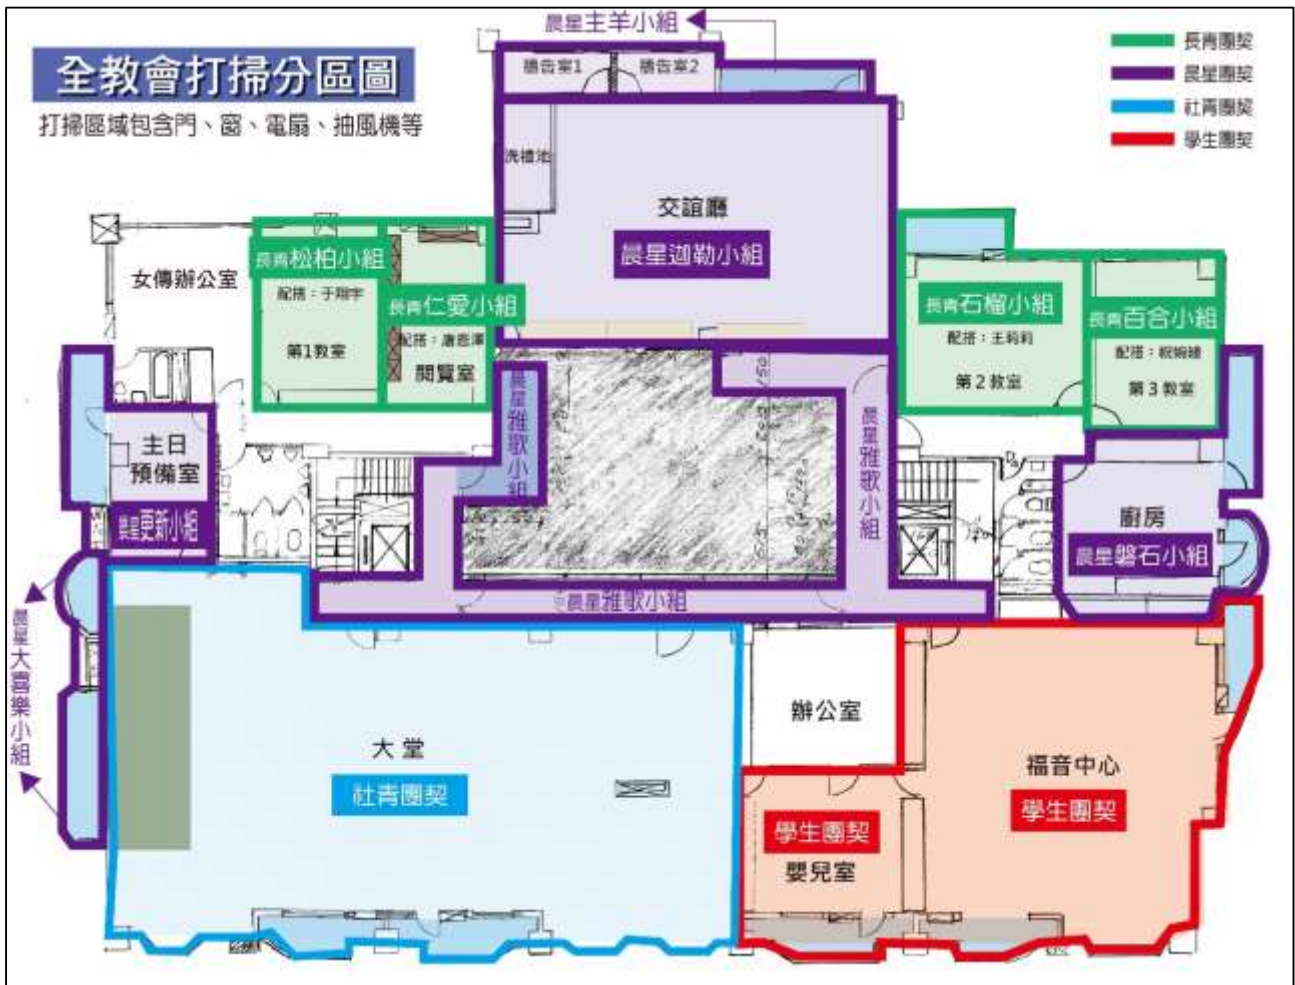 晨星主羊小組
全教會打掃分區圖
打掃區域包含門、窗、電扇、抽風機等
長青團契
晨星團契
社青團契
學生團契
禱告室1
禱告室2
洗禮池
交誼廳
晨星迦勒小組
女傳辦公室
長青松柏小組
配搭：于翔宇
第1教室
長青仁愛小組
閱覽室
長青石榴小組
配搭：王莉莉
第2教室
長青百合小組
第3教室
晨星雅歌小組
晨星雅歌小組
晨星雅歌小組
主日
預備室
晨星更新小組
廚房
晨星磐石小組
晨星大喜樂小組
大堂
社青團契
辦公室
學生團契
嬰兒室
福音中心
學生團契